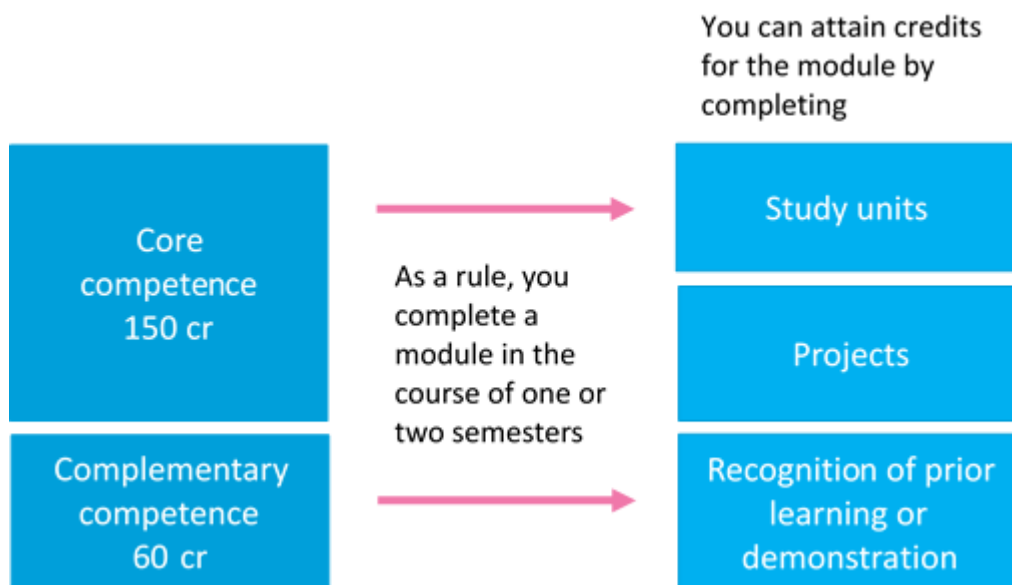 You can attain credits
for the module by
completing
Core
competence
150 cr
Complementary
competence
60 cr
As a rule, you
complete a
module in the
course of one or
two semesters
Study units
Projects
Recognition of prior
learning or
demonstration